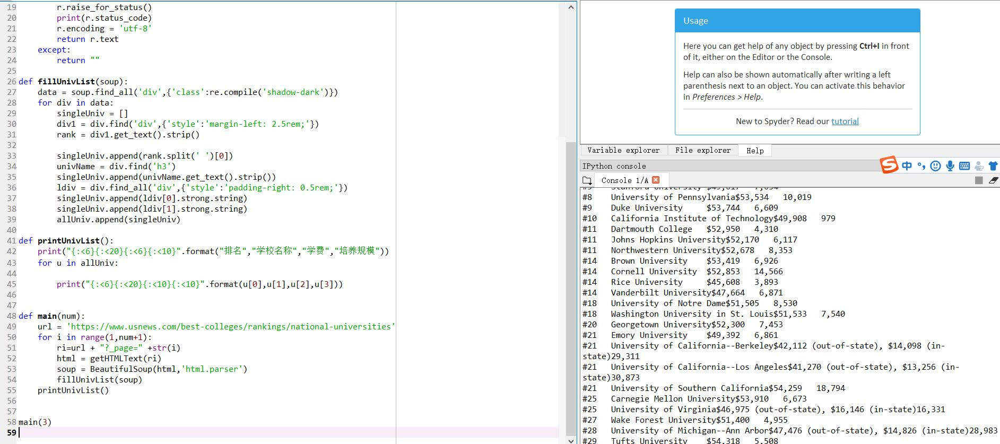 19 r.raise_for_status()
20 print(r.status_code)
21 r.encoding = 'utf-8'
22 return r.text
23 except:
24 return ""
25
26 def fillUnivList(soup):
27 data = soup.find_all('div',{'class':re.compile('shadow-dark')})
28 for div in data:
29 singleUniv = []
30 div1 = div.find('div',{'style':'margin-left: 2.5rem;'})
31 rank = div1.get_text().strip()
32
33 singleUniv.append(rank.split(' ')[0])
34 univName = div.find('h3')
35 singleUniv.append(univName.get_text().strip())
36 ldiv = div.find_all('div',{'style':'padding-right: 0.5rem;'})
37 singleUniv.append(ldiv[0].strong.string)
38 singleUniv.append(ldiv[1].strong.string)
39 allUniv.append(singleUniv)
40
41 def printUnivList():
42 print("{:<6}{:<20}{:<6}{:<10}".format("排名","学校名称","学费","培养规模"))
43 for u in allUniv:
44
45 print("{:<6}{:<20}{:<10}{:<10}".format(u[0],u[1],u[2],u[3]))
46
47
48 def main(num):
49 url = 'https://www.usnews.com/best-colleges/rankings/national-universities'
50 for i in range(1,num+1):
51 ri=url + "?_page=" +str(i)
52 html = getHTMLText(ri)
53 soup = BeautifulSoup(html,'html.parser')
54 fillUnivList(soup)
55 printUnivList()
56
57
58 main(3)
59
Usage
Here you can get help of any object by pressing Ctrl+I in front
of it, either on the Editor or the Console.
Help can also be shown automatically after writing a left
parenthesis next to an object. You can activate this behavior
in Preferences > Help.
New to Spyder? Read our tutorial
Variable explorer File explorer Help
IPython console
S 中
Console 1/A
Stanford University
#8 University of Pennsylvania$53,534 10,019
#9 Duke University $53,744 6,609
#10 California Institute of Technology$49,908 979
#11 Dartmouth College $52,950 4,310
#11 Johns Hopkins University$52,170 6,117
#11 Northwestern University$52,678 8,353
#14 Brown University $53,419 6,926
#14 Cornell University $52,853 14,566
#14 Rice University $45,608 3,893
#14 Vanderbilt University$47,664 6,871
#18 University of Notre Dame$51,505 8,530
#18 Washington University in St. Louis$51,533 7,540
#20 Georgetown University$52,300 7,453
#21 Emory University $49,392 6,861
#21 University of California--Berkeley$42,112 (out-of-state), $14,098 (in-
state)29,311
#21 University of California--Los Angeles$41,270 (out-of-state), $13,256 (in-
state)30,873
#21 University of Southern California$54,259 18,794
#25 Carnegie Mellon University$53,910 6,673
#25 University of Virginia$46,975 (out-of-state), $16,146 (in-state)16,331
#27 Wake Forest University$51,400 4,955
#28 University of Michigan--Ann Arbor$47,476 (out-of-state), $14,826 (in-state)28,983
#29 Tufts University $54,318 5,508